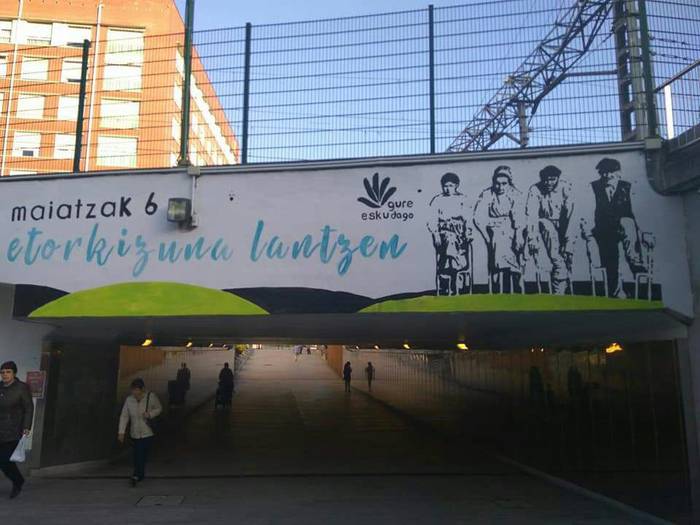 maiatzaK 6
etorkizuna lantzen
gure
esku dago